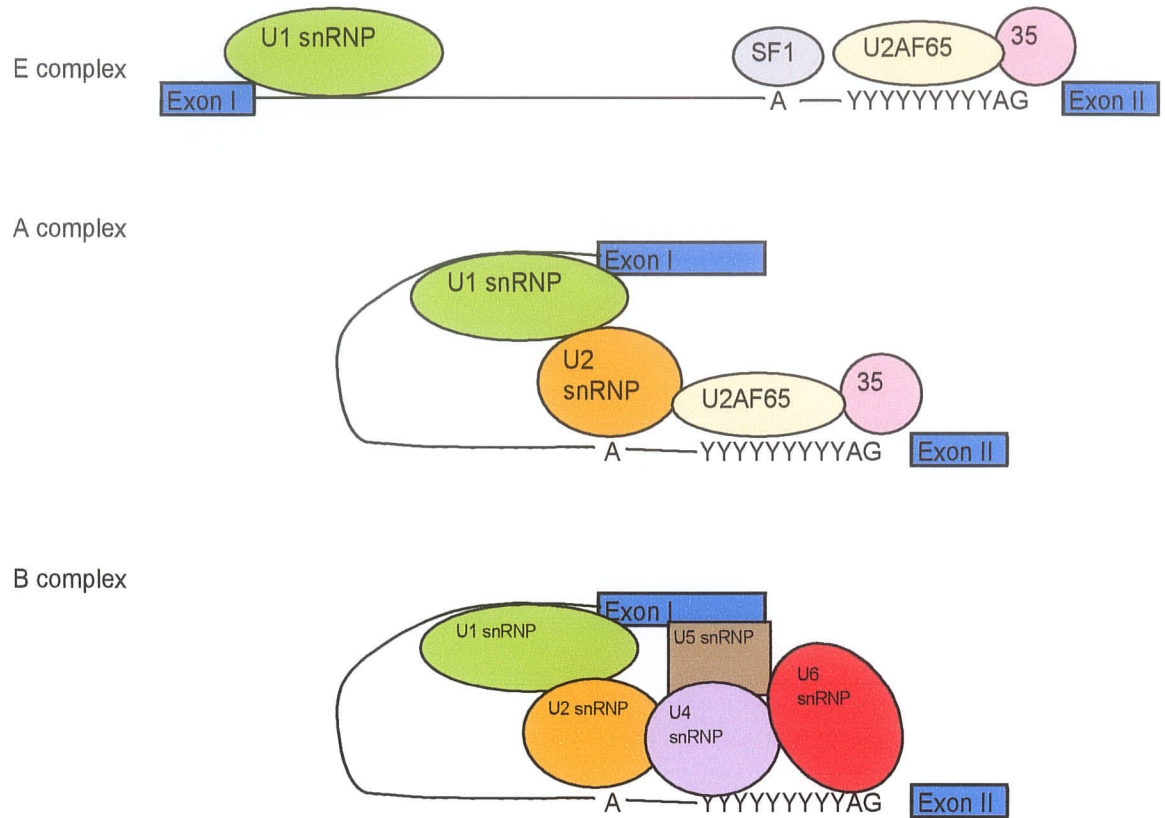 E complex
U1 snRNP
SF1
U2AF65
35
Exon I
A
YYYYYYYYYAG
Exon II
A complex
Exon I
U1 snRNP
U2
snRNP
U2AF65
35
A
YYYYYYYYYAG
Exon II
B complex
Exon I
U1 snRNP
U5 snRNP
U6
snRNP
U2 snRNP
U4
snRNP
A
YYYYYYYYYAG
Exon II